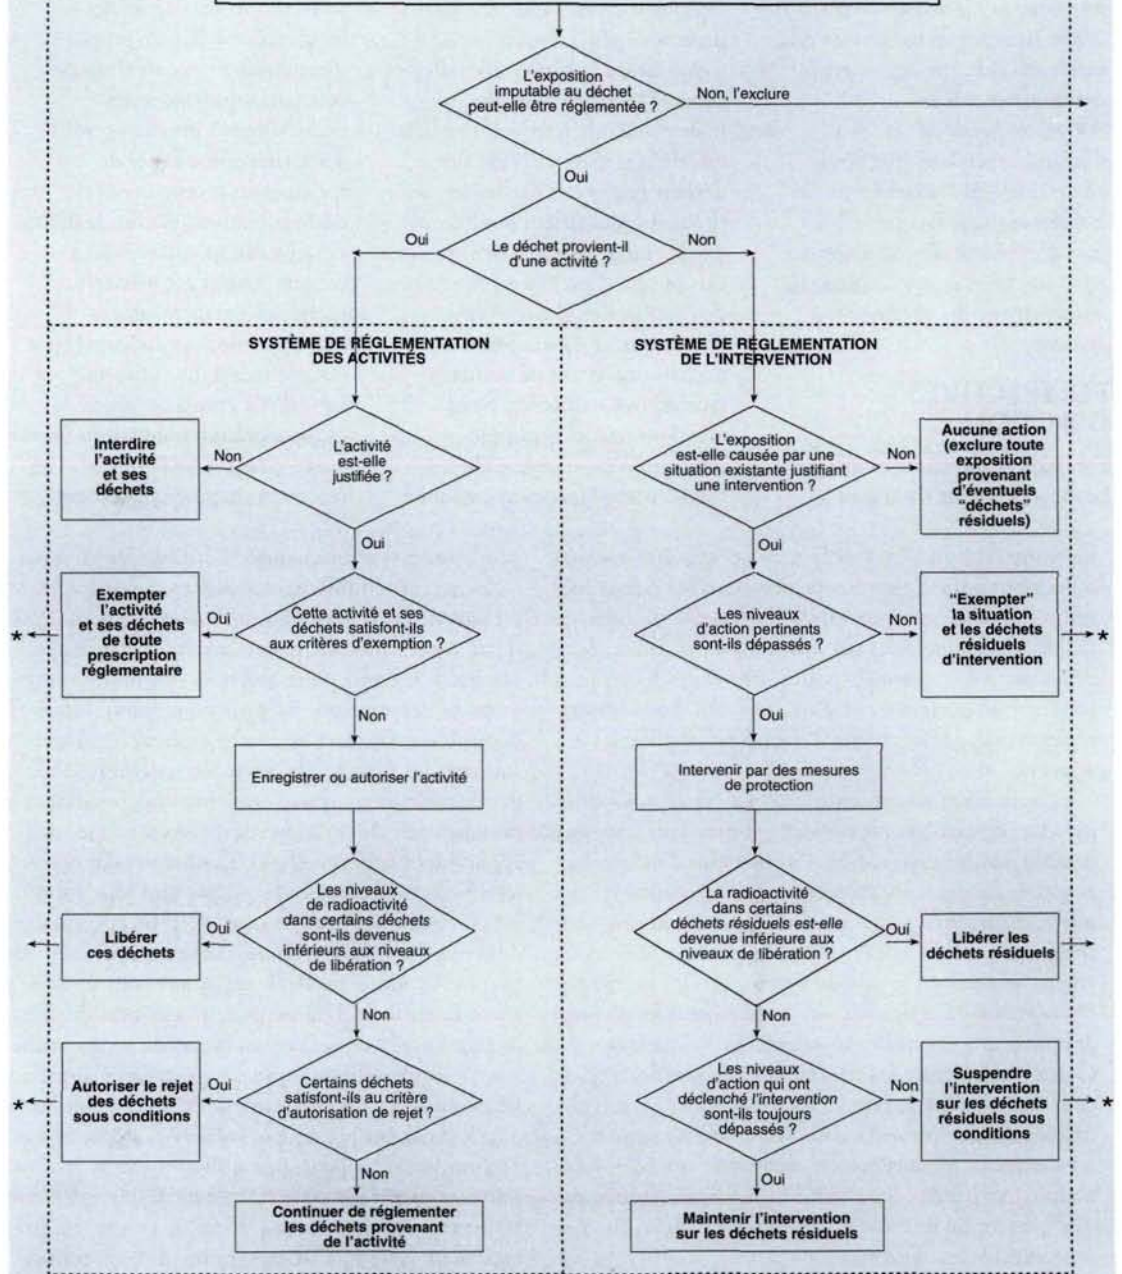 L'exposition
imputable au déchet
peut-elle être réglementée ?
Non, l'exclure
Oui
Oui
Le déchet provient-il
d'une activité ?
Non
SYSTÈME DE RÉGLEMENTATION
DES ACTIVITÉS
SYSTÈME DE RÉGLEMENTATION
DE L'INTERVENTION
Interdire
l'activité
et ses
déchets
Non
L'activité
est-elle
justifiée ?
L'exposition
est-elle causée par une
situation existante justifiant
une intervention ?
Non
Aucune action
(exclure toute
exposition
provenant
d'éventuels
"déchets"
résiduels)
Oui
Oui
*
Exempter
l'activité
et ses déchets
de toute
prescription
réglementaire
Oui
Cette activité et ses
déchets satisfont-ils
aux critères d'exemption ?
Les niveaux
d'action pertinents
sont-ils dépassés ?
Non
"Exempter"
la situation
et les déchets
résiduels
d'intervention
*
Non
Oui
Enregistrer ou autoriser l'activité
Intervenir par des mesures
de protection
Libérer
ces déchets
Oui
Les niveaux
de radioactivité
dans certains déchets
sont-ils devenus
inférieurs aux niveaux
de libération ?
La radioactivité
dans certains
déchets résiduels est-elle
devenue inférieure aux
niveaux de libération ?
Oui
Libérer les
déchets résiduels
Non
Non
*
Autoriser le rejet
des déchets
sous conditions
Oui
Certains déchets
satisfont-ils au critère
d'autorisation de rejet ?
Les niveaux
d'action qui ont
déclenché l'intervention
sont-ils toujours
dépassés ?
Non
Suspendre
l'intervention
sur les déchets
résiduels sous
conditions
*
Non
Oui
Continuer de réglementer
les déchets provenant
de l'activité
Maintenir l'intervention
sur les déchets résiduels